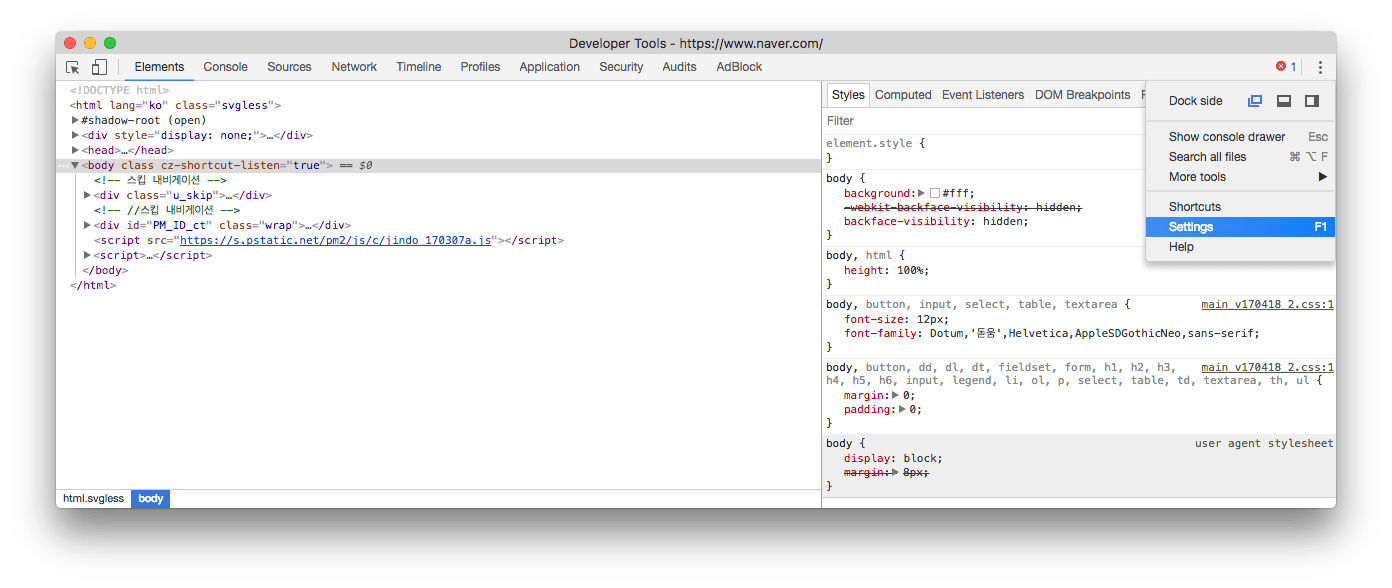 Developer Tools - https://www.naver.com/
Elements Console Sources Network Timeline Profiles Application Security Audits AdBlock 1
<!DOCTYPE html>
<html lang="ko" class="svgless">
#shadow-root (open)
<div style="display: none;">…</div>
<head>…</head>
<body class cz-shortcut-listen="true"> == $0
<!-- 스킵 내비게이션 -->
<div class="u_skip">…</div>
<!-- //스킵 내비게이션 -->
<div id="PM_ID_ct" class="wrap">…</div>
<script src="https://s.pstatic.net/pm2/js/c/jindo_170307a.js"></script>
<script>…</script>
</body>
</html>
html.svgless body
Styles Computed Event Listeners DOM Breakpoints
Filter
element.style {
}
body {
background: #fff;
-webkit-backface-visibility: hidden;
backface-visibility: hidden;
}
body, html {
height: 100%;
}
body, button, input, select, table, textarea { main_v170418_2.css:1
font-size: 12px;
font-family: Dotum,'돋움',Helvetica,AppleSDGothicNeo,sans-serif;
}
body, button, dd, dl, dt, fieldset, form, h1, h2, h3, main_v170418_2.css:1
h4, h5, h6, input, legend, li, ol, p, select, table, td, textarea, th, ul {
margin: 0;
padding: 0;
}
body { user agent stylesheet
display: block;
margin: 8px;
}
Dock side
Show console drawer Esc
Search all files ⌘ ⌥ F
More tools
Shortcuts
Settings F1
Help